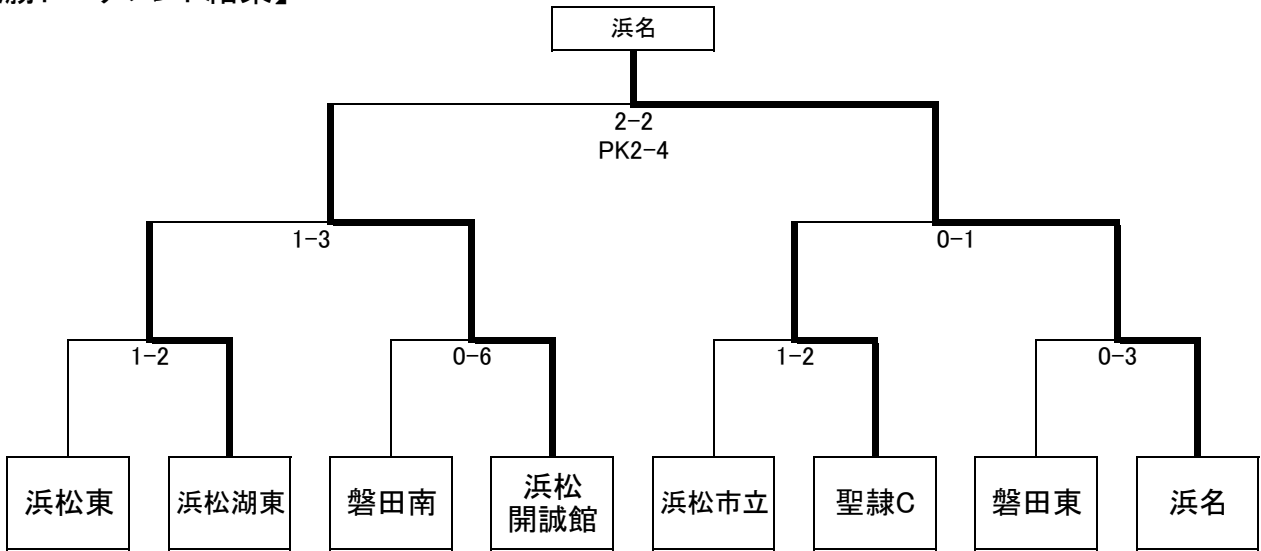 浜名
2-2
PK2-4
1-3
0-1
1-2
0-6
1-2
0-3
浜松東
浜松湖東
磐田南
浜松
開誠館
浜松市立
聖隷C
磐田東
浜名